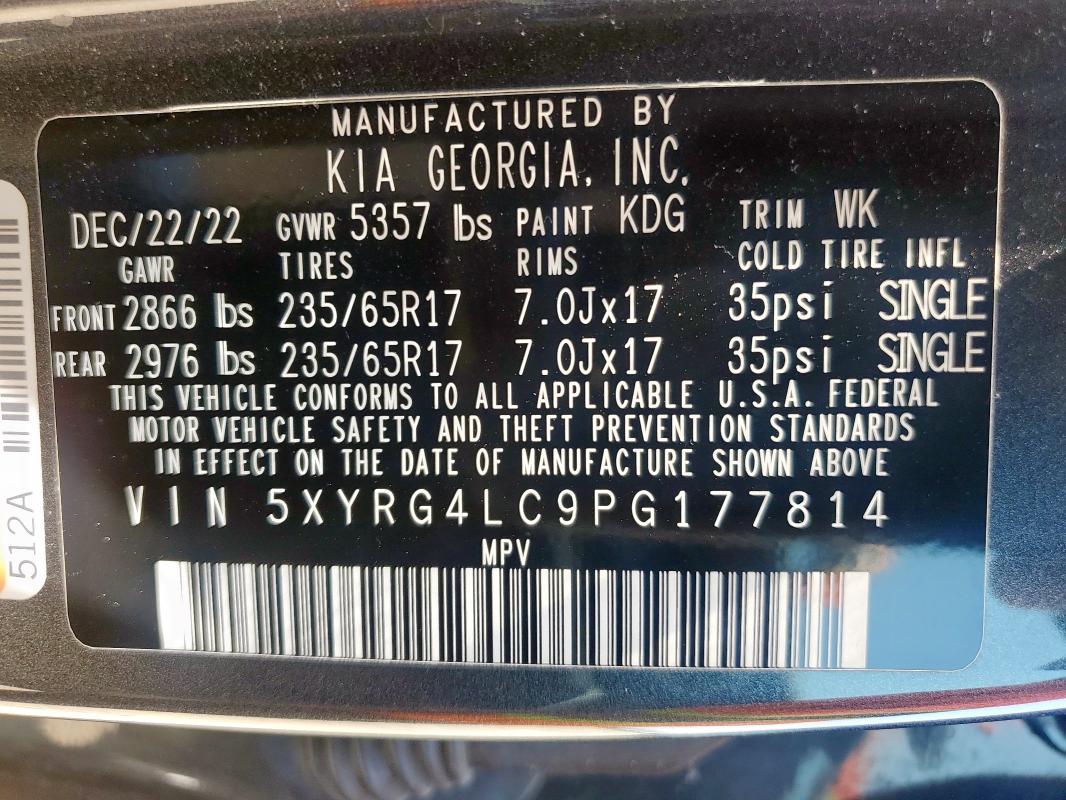 MANUFACTURED BY
KIA GEORGIA, INC.
DEC/22/22 GVWR 5357 lbs PAINT KDG TRIM WK
GAWR TIRES RIMS COLD TIRE INFL
FRONT 2866 lbs 235/65R17 7.0Jx17 35psi SINGLE
REAR 2976 lbs 235/65R17 7.0Jx17 35psi SINGLE
THIS VEHICLE CONFORMS TO ALL APPLICABLE U.S.A. FEDERAL
MOTOR VEHICLE SAFETY AND THEFT PREVENTION STANDARDS
IN EFFECT ON THE DATE OF MANUFACTURE SHOWN ABOVE
VIN 5XYRG4LC9PG177814
MPV
512A